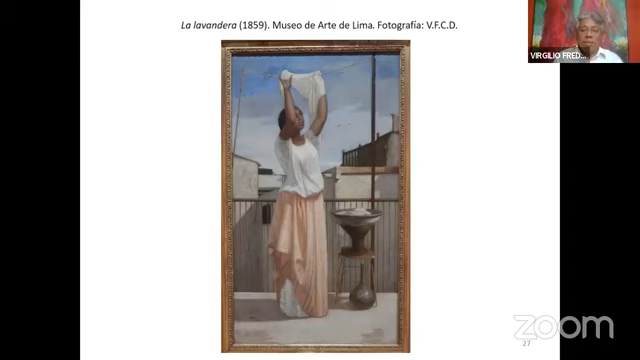 La lavandera (1859). Museo de Arte de Lima. Fotografía: V.F.C.D.
VIRGILIO FRED...
27
zoom